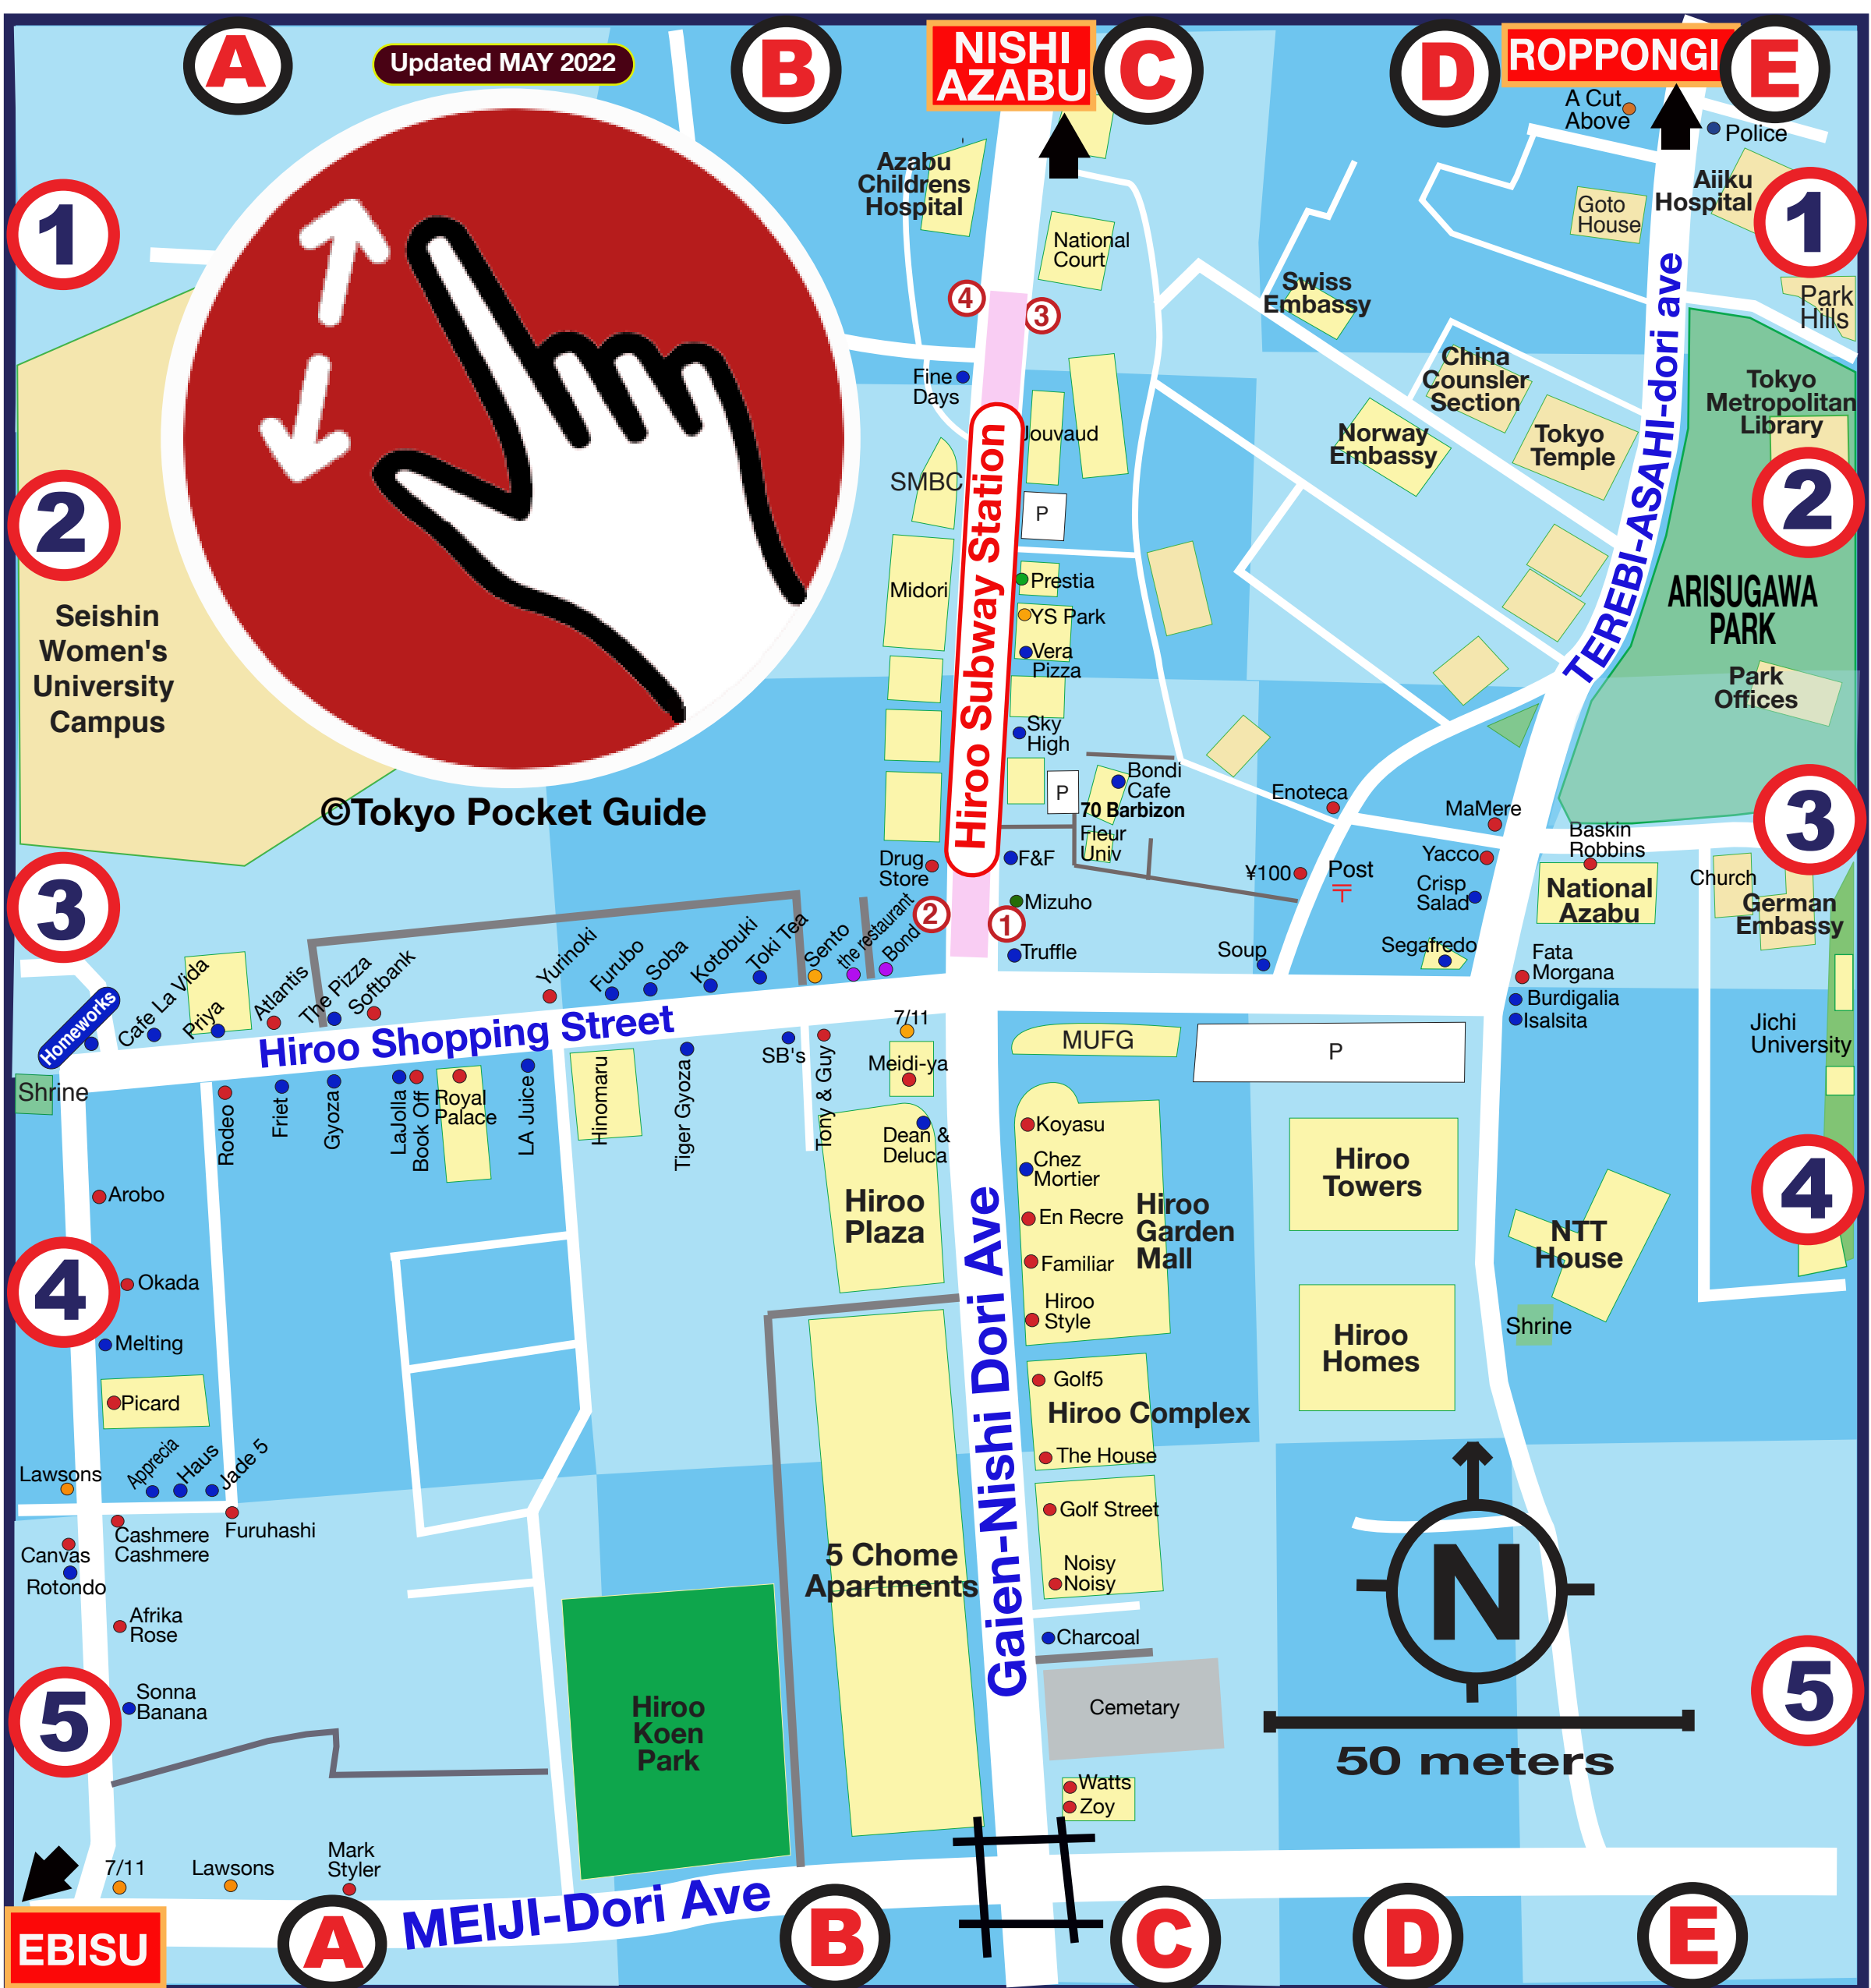 A
Updated MAY 2022
B
NISHI
AZABU
C
D
ROPPONGI
E
A Cut
Above
Police
Azabu
Childrens
Hospital
Aiiku
Hospital
Goto
House
1
1
National
Court
Swiss
Embassy
Park
Hills
4
3
China
Counsler
Section
Tokyo
Metropolitan
Library
Fine
Days
Jouvaud
Norway
Embassy
Tokyo
Temple
TEREBI-ASAHI-dori ave
SMBC
P
2
2
Hiroo Subway Station
Midori
Prestia
YS Park
Vera
Pizza
ARISUGAWA
PARK
Seishin
Women's
University
Campus
Park
Offices
Sky
High
Bondi
Cafe
P
70 Barbizon
Fleur
Univ
Enoteca
MaMere
3
©Tokyo Pocket Guide
Baskin
Robbins
Drug
Store
F&F
Yacco
¥100
Post
〒
Crisp
Salad
National
Azabu
Church
German
Embassy
3
2
1
Mizuho
Truffle
Soup
Segafredo
Fata
Morgana
Burdigalia
Isalsita
Jichi
University
Homeworks
Cafe La Vida
Priya
Atlantis
The Pizza
Softbank
Yurinoki
Furubo
Soba
Kotobuki
Toki Tea
Sento
the restaurant
Bond
Hiroo Shopping Street
7/11
MUFG
P
Shrine
Rodeo
Friet
Gyoza
LaJolla
Book Off
Royal
Palace
LA Juice
Hinomaru
Tiger Gyoza
SB's
Tony & Guy
Meidi-ya
Dean &
Deluca
Koyasu
Chez
Mortier
En Recre
Familiar
Hiroo
Style
Hiroo
Garden
Mall
Hiroo
Towers
4
Arobo
Hiroo
Plaza
NTT
House
Okada
4
Melting
Hiroo
Homes
Shrine
Picard
Golf5
Hiroo Complex
The House
Gaien-Nishi Dori Ave
Lawsons
Apprecia
Haus
Jade 5
Golf Street
Cashmere
Cashmere
Furuhashi
Canvas
Rotondo
5 Chome
Apartments
Noisy
Noisy
N
Afrika
Rose
Charcoal
5
5
Sonna
Banana
Hiroo
Koen
Park
Cemetary
50 meters
Watts
Zoy
7/11
Lawsons
Mark
Styler
MEIJI-Dori Ave
EBISU
A
B
C
D
E